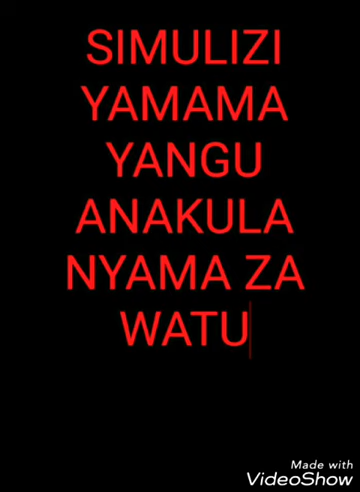 SIMULIZI
YAMAMA
YANGU
ANAKULA
NYAMA ZA
WATU
Made with
VideoShow